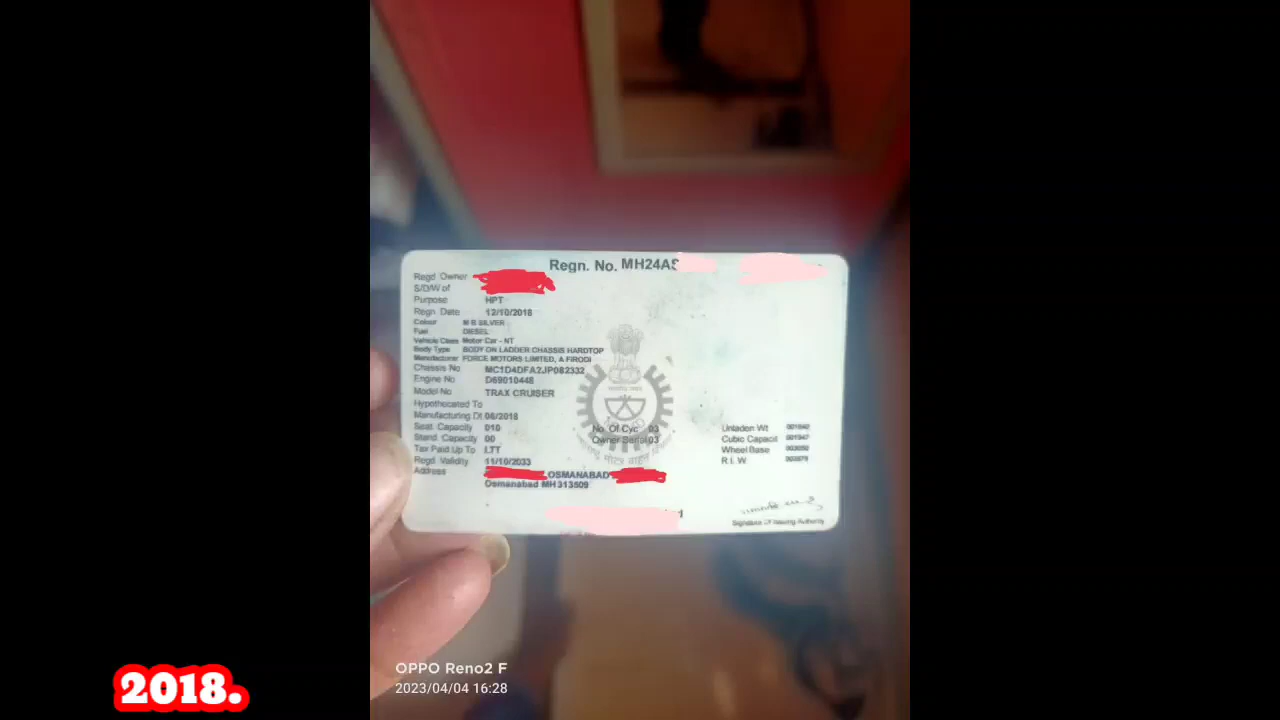 Regn. No. MH24AS
Regd Owner
S/D/W of
Purpose HPT
Regn. Date 12/10/2018
Colour M B SILVER
Fuel DIESEL
Vehicle Class Motor Car - NT
Body Type BODY ON LADDER CHASSIS HARDTOP
Manufacturer FORCE MOTORS LIMITED, A FIRODI
Chassis No MC1D4DFA2JP082332
Engine No D69010448
Model No TRAX CRUISER
Hypothecated To
Manufacturing Dt 06/2018
Seat Capacity 010 No. Of Cyc 03 Unladen Wt
Stand. Capacity 00 Owner Serial 03 Cubic Capacit
Tax Paid Up To LTT Wheel Base
Regd. Validity 11/10/2033 R.L.W
Address OSMANABAD
Osmanabad MH 313509
Signature Of Issuing Authority
OPPO Reno2 F
2023/04/04 16:28
2018.